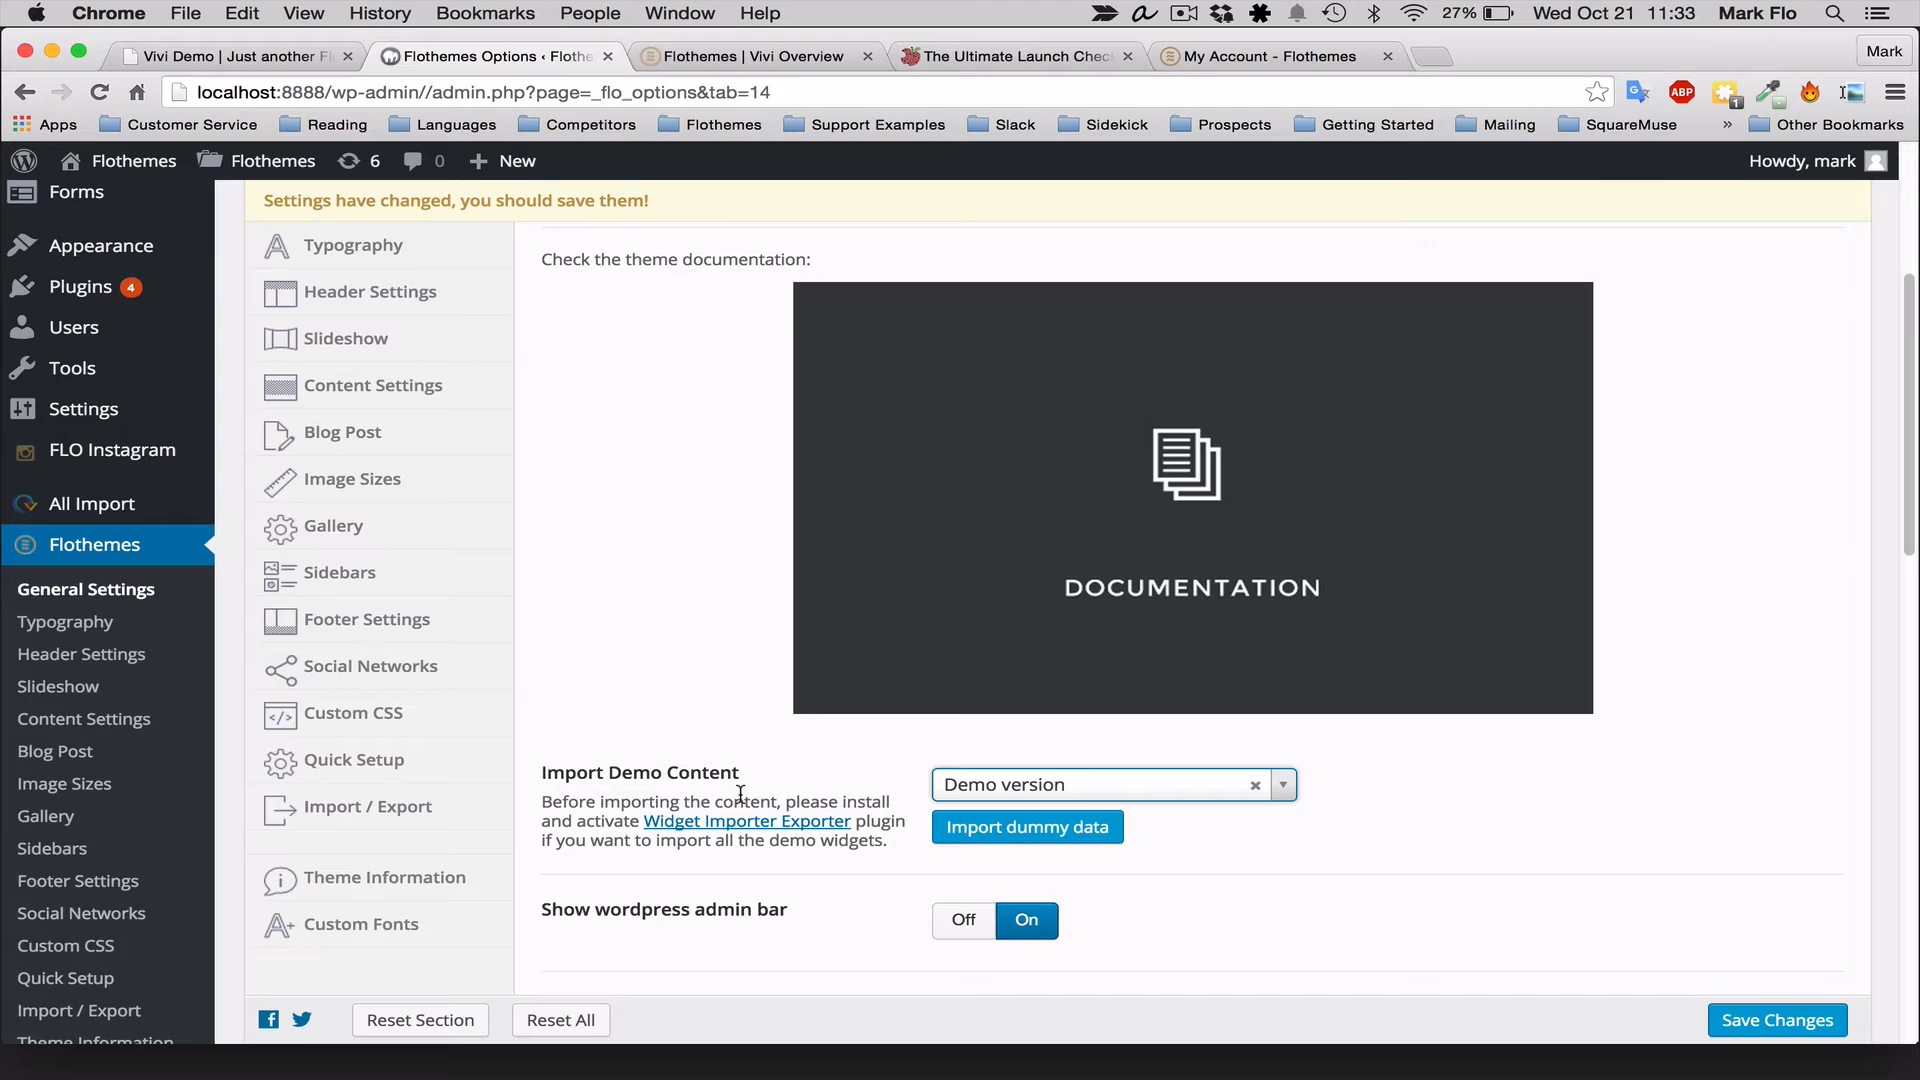 Chrome File Edit View History Bookmarks People Window Help 27% Wed Oct 21 11:33 Mark Flo
Vivi Demo | Just another Fl Flothemes Options ‹ Flothe Flothemes | Vivi Overview The Ultimate Launch Chec My Account - Flothemes Mark
localhost:8888/wp-admin//admin.php?page=_flo_options&tab=14 ABP 1
Apps Customer Service Reading Languages Competitors Flothemes Support Examples Slack Sidekick Prospects Getting Started Mailing SquareMuse » Other Bookmarks
Flothemes Flothemes 6 0 + New Howdy, mark
Forms
Appearance
Plugins 4
Users
Tools
Settings
FLO Instagram
All Import
Flothemes
General Settings
Typography
Header Settings
Slideshow
Content Settings
Blog Post
Image Sizes
Gallery
Sidebars
Footer Settings
Social Networks
Custom CSS
Quick Setup
Import / Export
Theme Information
Settings have changed, you should save them!
Typography
Header Settings
Slideshow
Content Settings
Blog Post
Image Sizes
Gallery
Sidebars
Footer Settings
Social Networks
Custom CSS
Quick Setup
Import / Export
Theme Information
Custom Fonts
Check the theme documentation:
DOCUMENTATION
Import Demo Content
Before importing the content, please install
and activate Widget Importer Exporter plugin
if you want to import all the demo widgets.
Demo version
Import dummy data
Show wordpress admin bar
Off On
Reset Section Reset All Save Changes